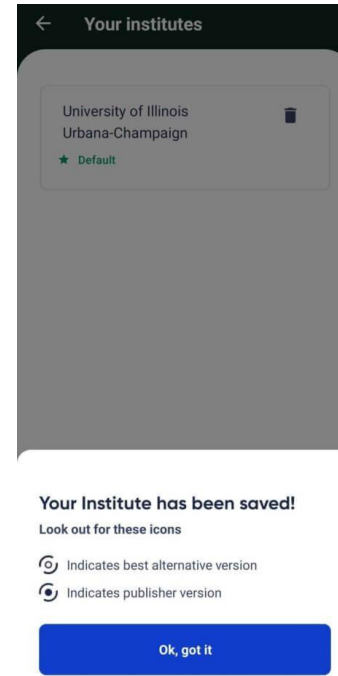 Your institutes
University of Illinois
Urbana-Champaign
Default
Your Institute has been saved!
Look out for these icons
Indicates best alternative version
Indicates publisher version
Ok, got it